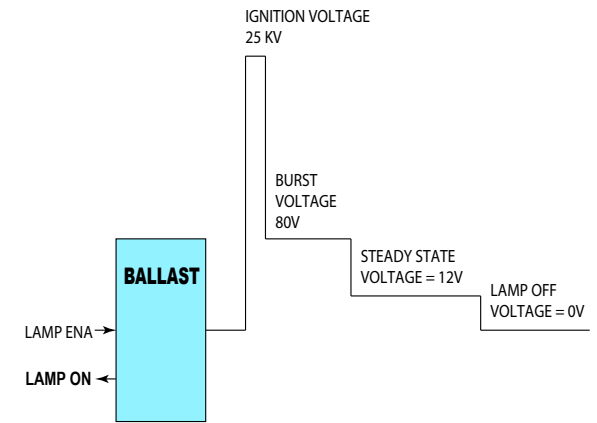 IGNITION VOLTAGE
25 KV
BURST
VOLTAGE
80V
STEADY STATE
VOLTAGE = 12V
LAMP OFF
VOLTAGE = 0V
BALLAST
LAMP ENA
LAMP ON